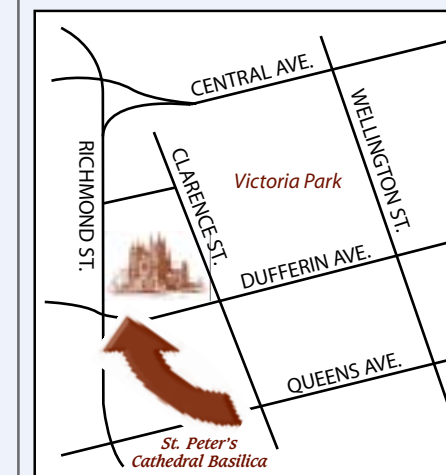 CENTRAL AVE.
WELLINGTON ST.
RICHMOND ST.
CLARENCE ST.
Victoria Park
DUFFERIN AVE.
QUEENS AVE.
St. Peter's
Cathedral Basilica